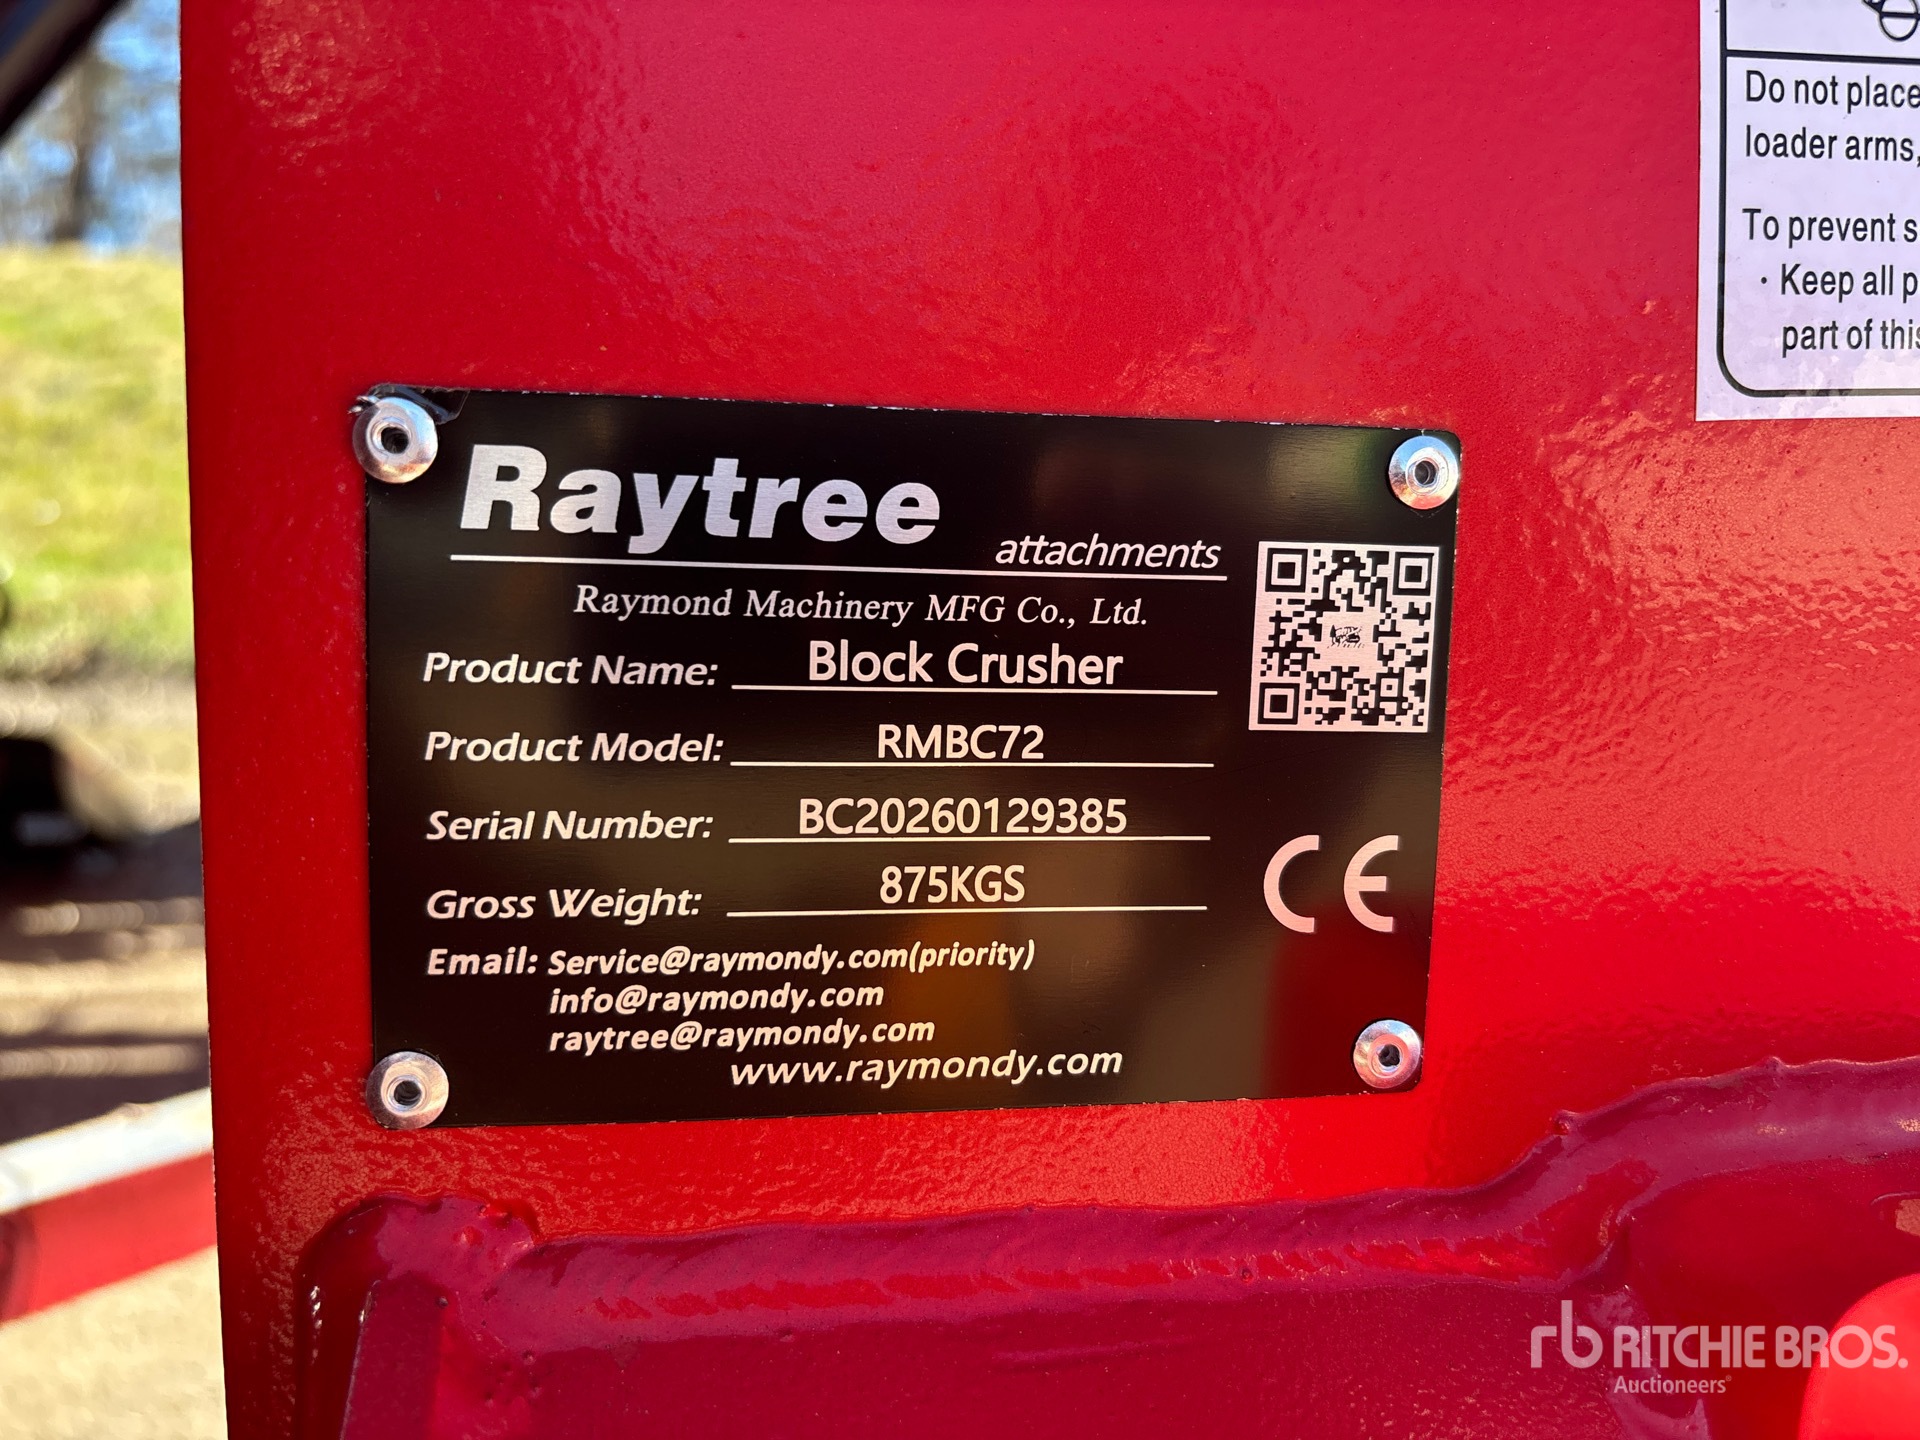 Do not place
loader arms,
To prevent s
· Keep all p
part of this
Raytree
attachments
Raymond Machinery MFG Co., Ltd.
Product Name: Block Crusher
Product Model: RMBC72
Serial Number: BC20260129385
Gross Weight: 875KGS
CE
Email: Service@raymondy.com(priority)
info@raymondy.com
raytree@raymondy.com
www.raymondy.com
rb RITCHIE BROS.
Auctioneers